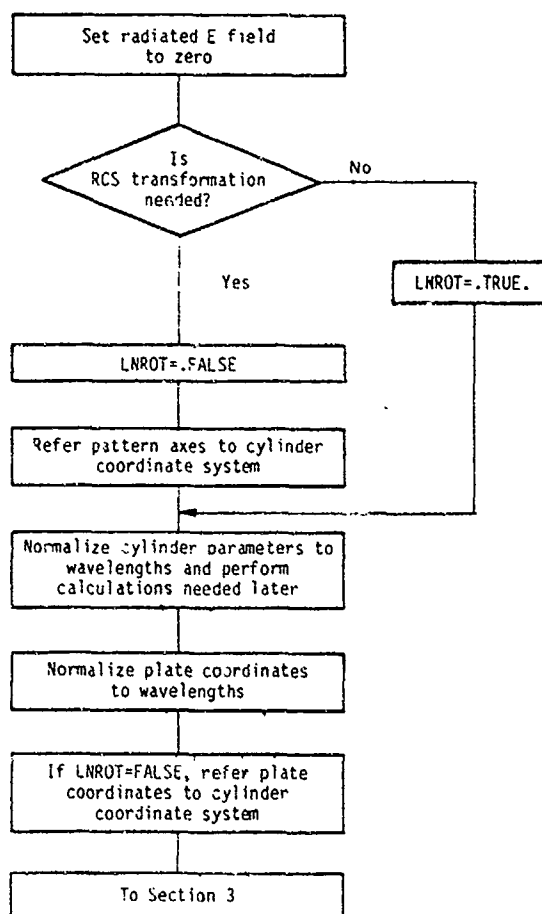 Set radiated E field
to zero
Is
RCS transformation
needed?
No
Yes
LNROT=.TRUE.
LNROT=.FALSE
Refer pattern axes to cylinder
coordinate system
Normalize cylinder parameters to
wavelengths and perform
calculations needed later
Normalize plate coordinates
to wavelengths
If LNROT=FALSE, refer plate
coordinates to cylinder
coordinate system
To Section 3